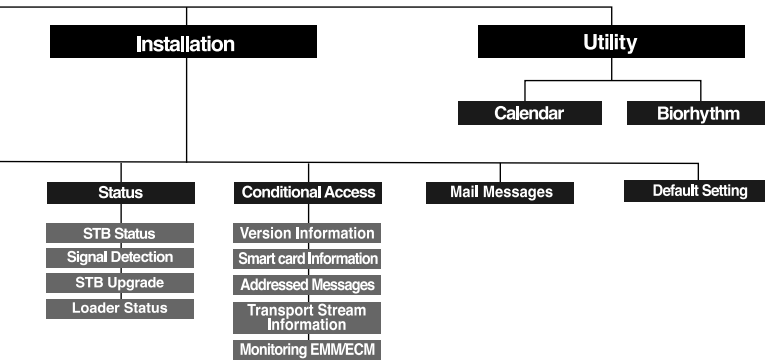 Installation
Utility
Calendar
Biorhythm
Status
Conditional Access
Mail Messages
Default Setting
STB Status
Signal Detection
STB Upgrade
Loader Status
Version Information
Smart card Information
Addressed Messages
Transport Stream
Information
Monitoring EMM/ECM